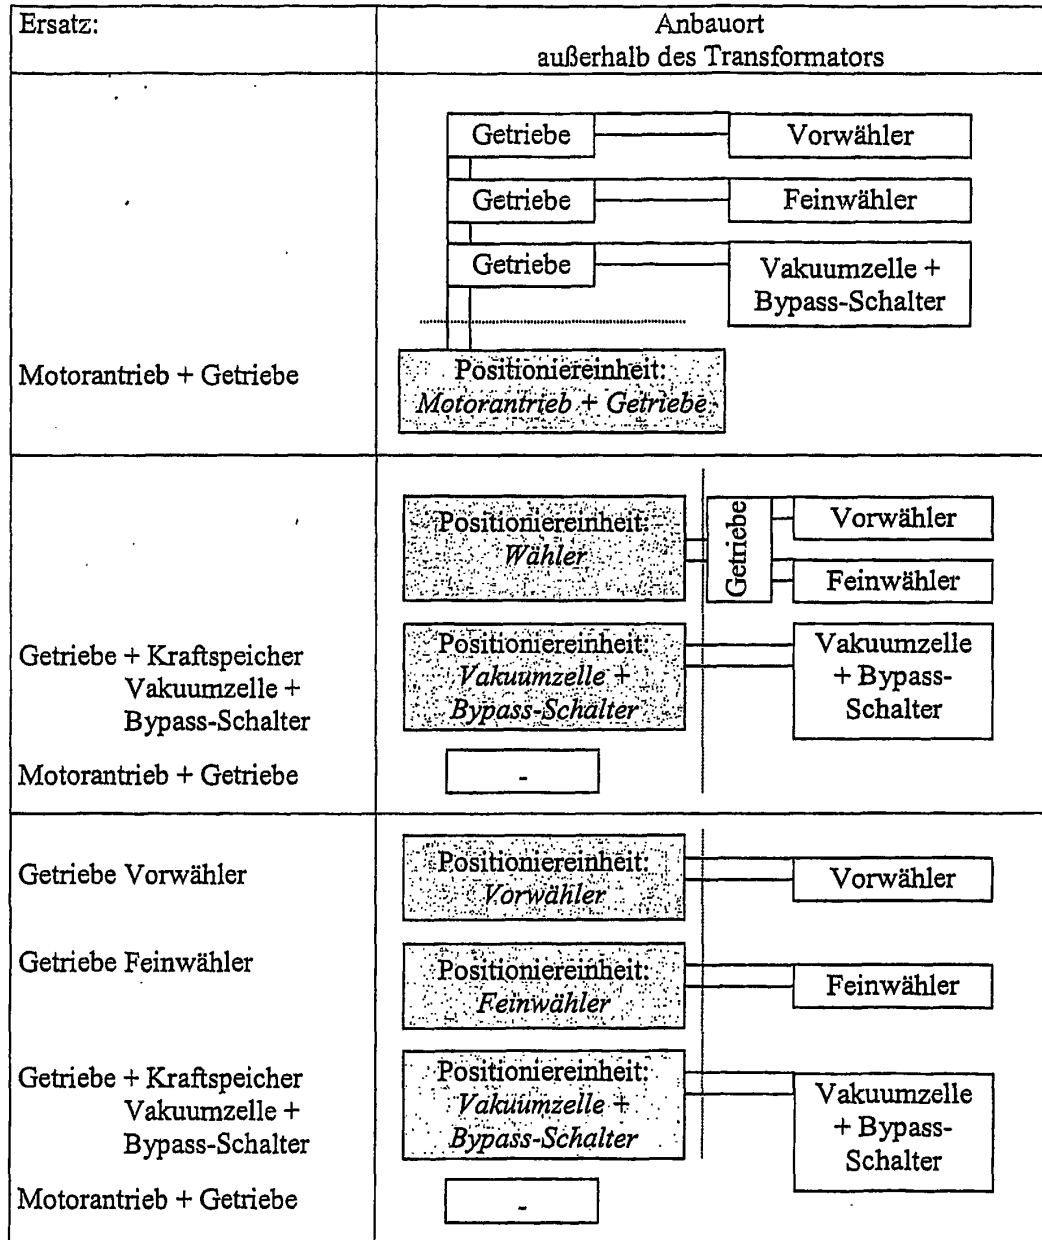 Ersatz:
Anbauort
außerhalb des Transformators
Getriebe
Vorwähler
Getriebe
Feinwähler
Getriebe
Vakuumzelle +
Bypass-Schalter
Motorantrieb + Getriebe
Positioniereinheit:
Motorantrieb + Getriebe
Positioniereinheit:
Wähler
Getriebe
Vorwähler
Feinwähler
Getriebe + Kraftspeicher
Vakuumzelle +
Bypass-Schalter
Positioniereinheit:
Vakuumzelle +
Bypass-Schalter
Vakuumzelle
+ Bypass-
Schalter
Motorantrieb + Getriebe
-
Getriebe Vorwähler
Positioniereinheit:
Vorwähler
Vorwähler
Getriebe Feinwähler
Positioniereinheit:
Feinwähler
Feinwähler
Getriebe + Kraftspeicher
Vakuumzelle +
Bypass-Schalter
Positioniereinheit:
Vakuumzelle +
Bypass-Schalter
Vakuumzelle
+ Bypass-
Schalter
Motorantrieb + Getriebe
-